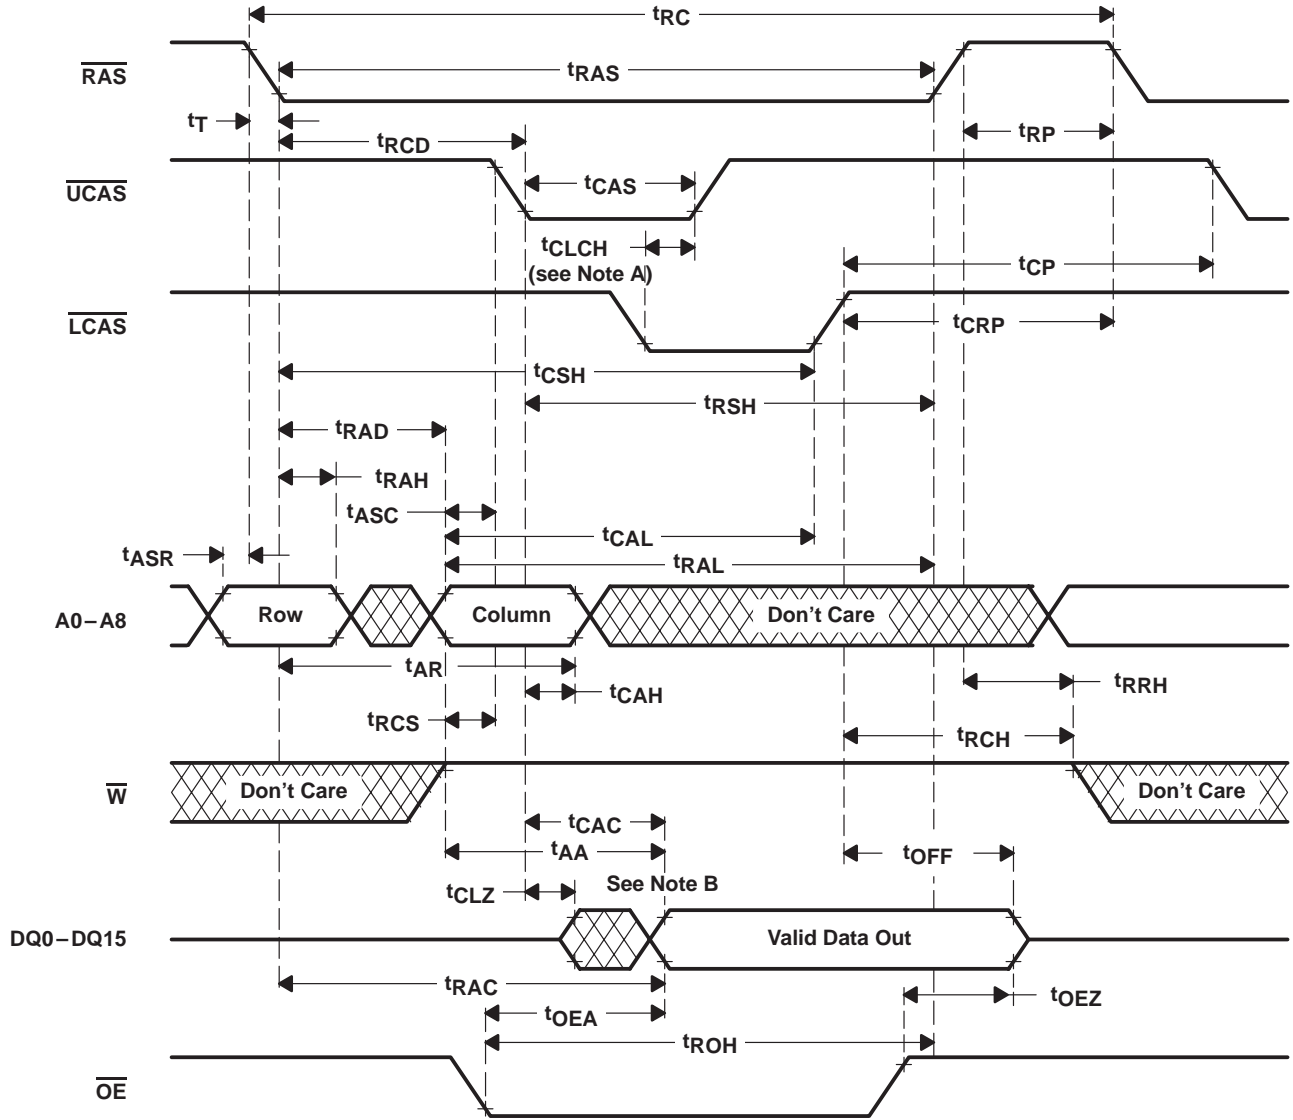 tRC
RAS
tRAS
tT
tRCD
tRP
UCAS
tCAS
tCLCH
(see Note A)
tCP
LCAS
tCRP
tCSH
tRSH
tRAD
tRAH
tASC
tCAL
tASR
tRAL
A0–A8
Row
Column
Don't Care
tAR
tCAH
tRRH
tRCS
tRCH
W
Don't Care
Don't Care
tCAC
tAA
tOFF
tCLZ
See Note B
DQ0–DQ15
Valid Data Out
tRAC
tOEZ
tOEA
tROH
OE